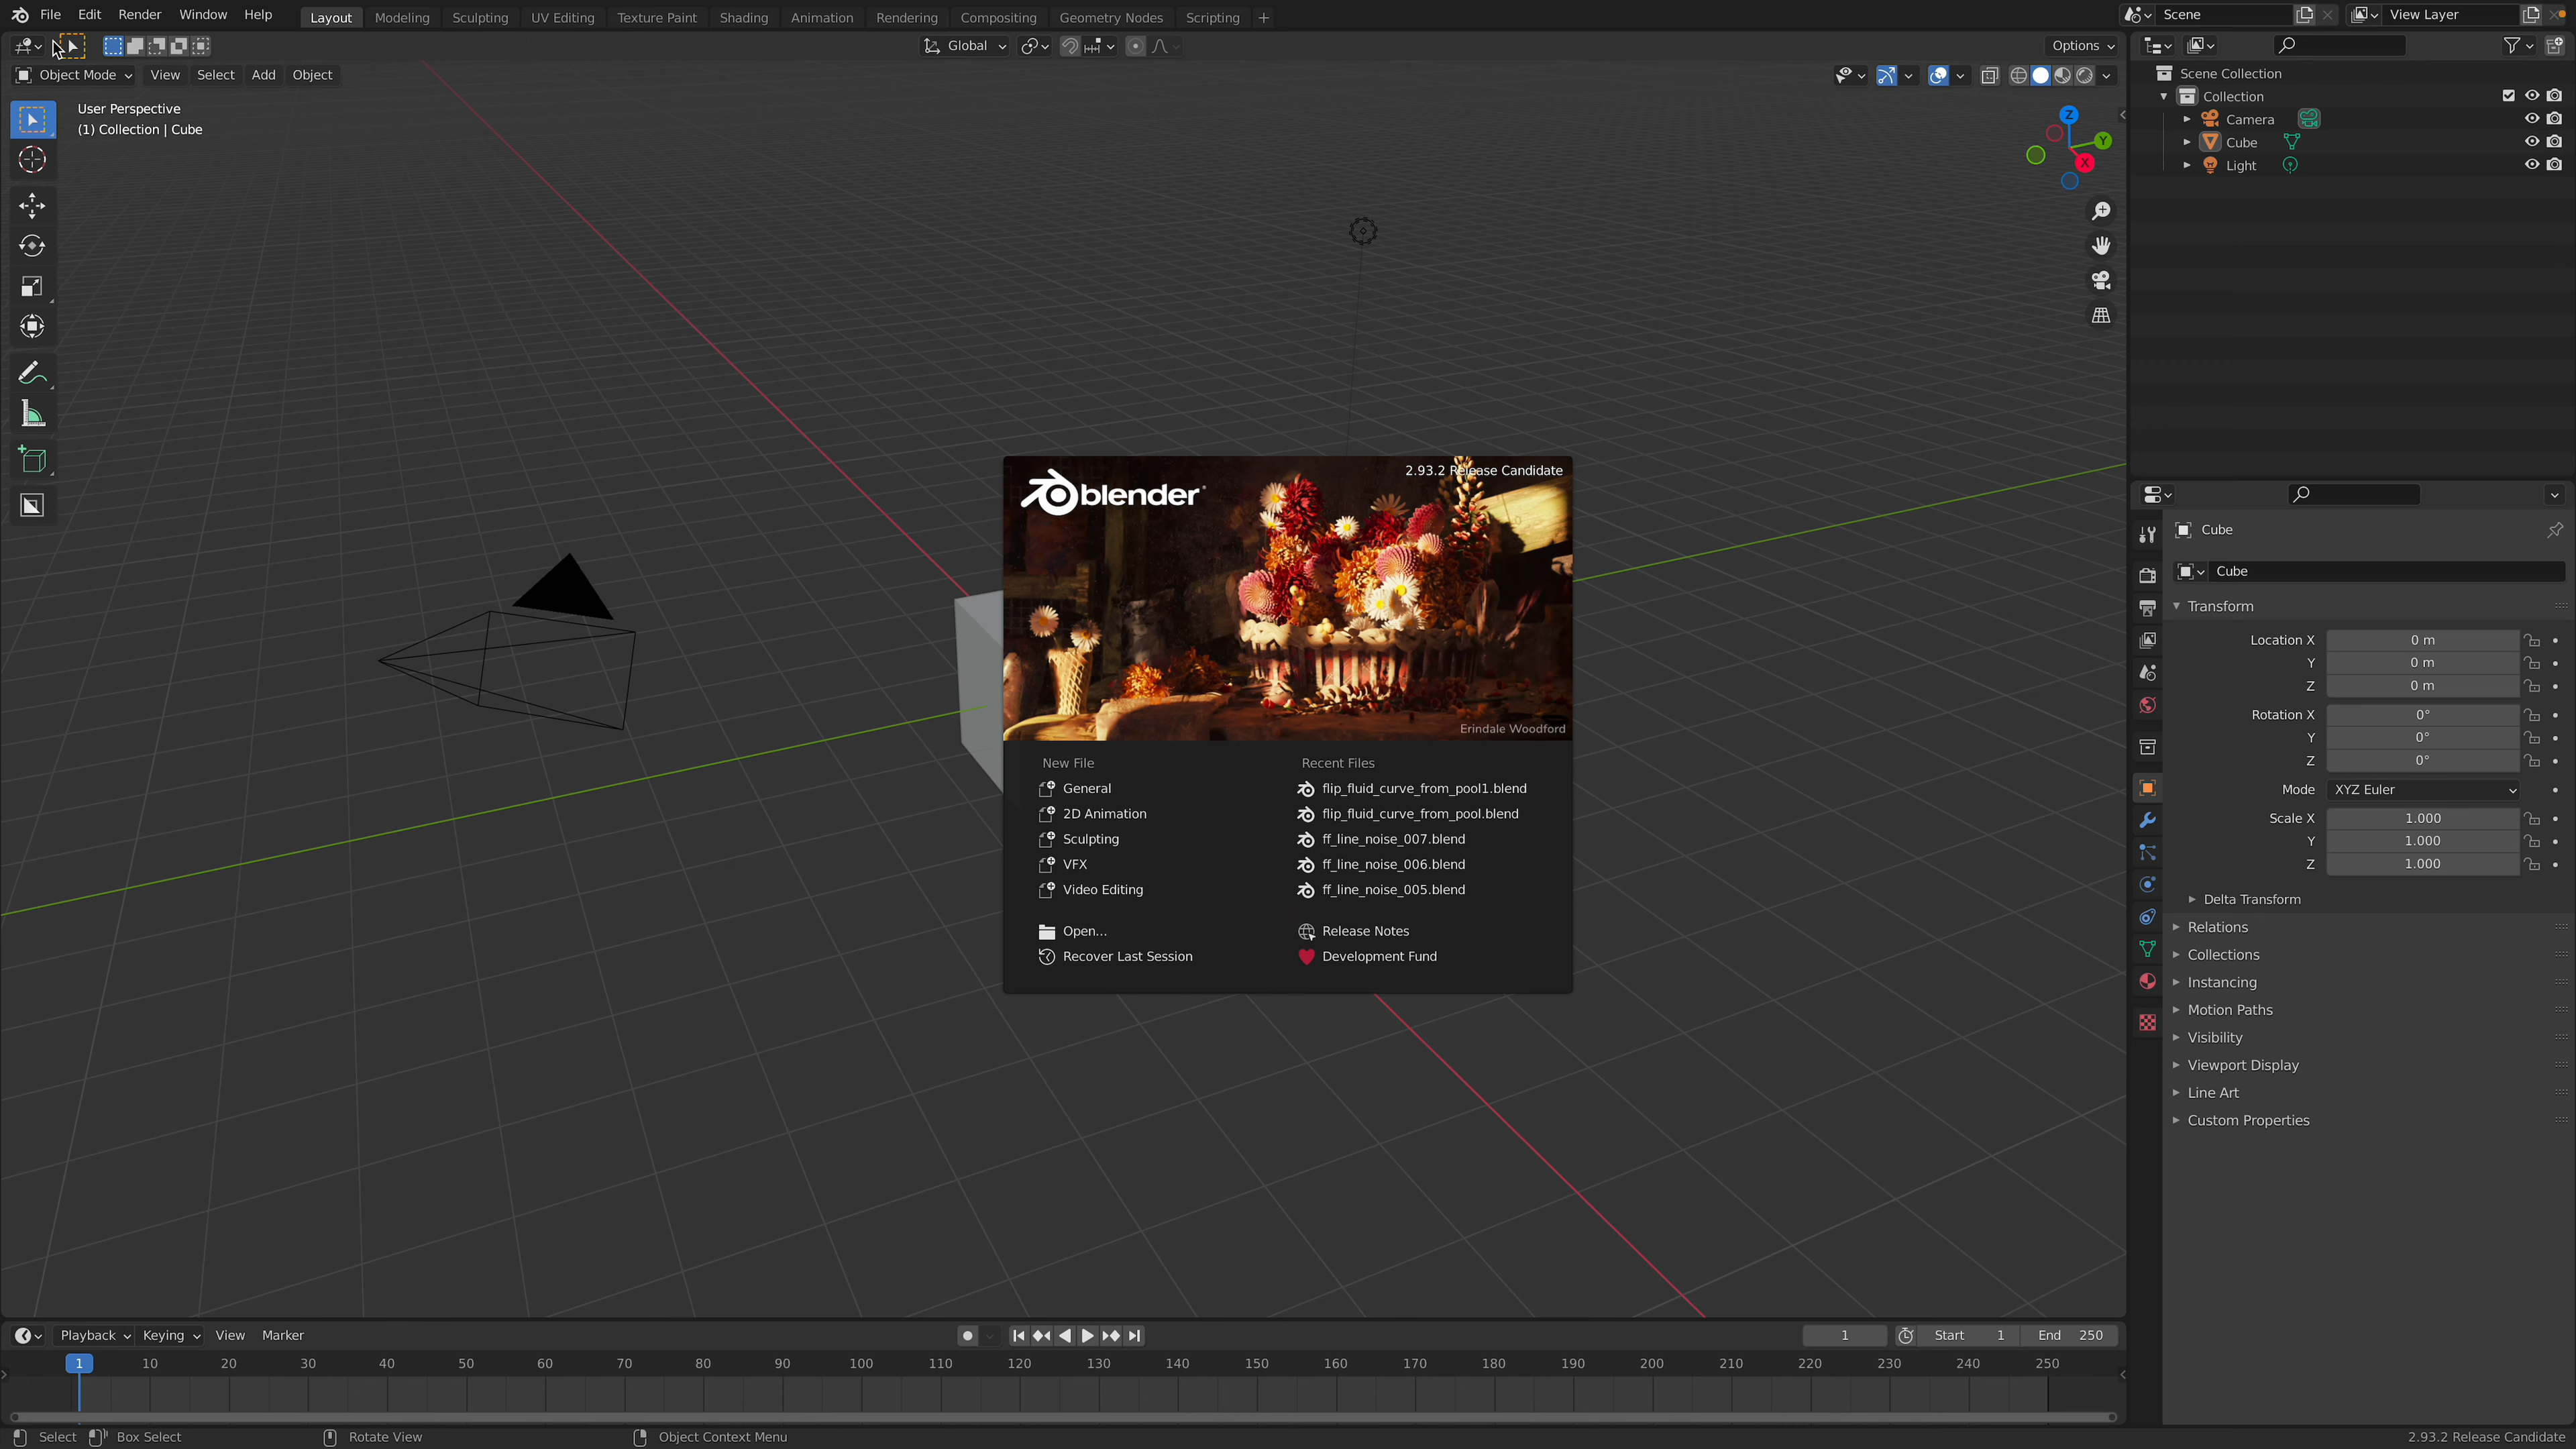 File Edit Render Window Help Layout Modeling Sculpting UV Editing Texture Paint Shading Animation Rendering Compositing Geometry Nodes Scripting + Scene View Layer
Global Options
Object Mode View Select Add Object
User Perspective
(1) Collection | Cube
Z
Y
X
Scene Collection
Collection
Camera
Cube
Light
blender
2.93.2 Release Candidate
Erindale Woodford
New File
General
2D Animation
Sculpting
VFX
Video Editing
Open...
Recover Last Session
Recent Files
flip_fluid_curve_from_pool1.blend
flip_fluid_curve_from_pool.blend
ff_line_noise_007.blend
ff_line_noise_006.blend
ff_line_noise_005.blend
Release Notes
Development Fund
Cube
Cube
Transform
Location X 0 m
Y 0 m
Z 0 m
Rotation X 0°
Y 0°
Z 0°
Mode XYZ Euler
Scale X 1.000
Y 1.000
Z 1.000
Delta Transform
Relations
Collections
Instancing
Motion Paths
Visibility
Viewport Display
Line Art
Custom Properties
Playback Keying View Marker 1 Start 1 End 250
1 10 20 30 40 50 60 70 80 90 100 110 120 130 140 150 160 170 180 190 200 210 220 230 240 250
Select Box Select Rotate View Object Context Menu 2.93.2 Release Candidate